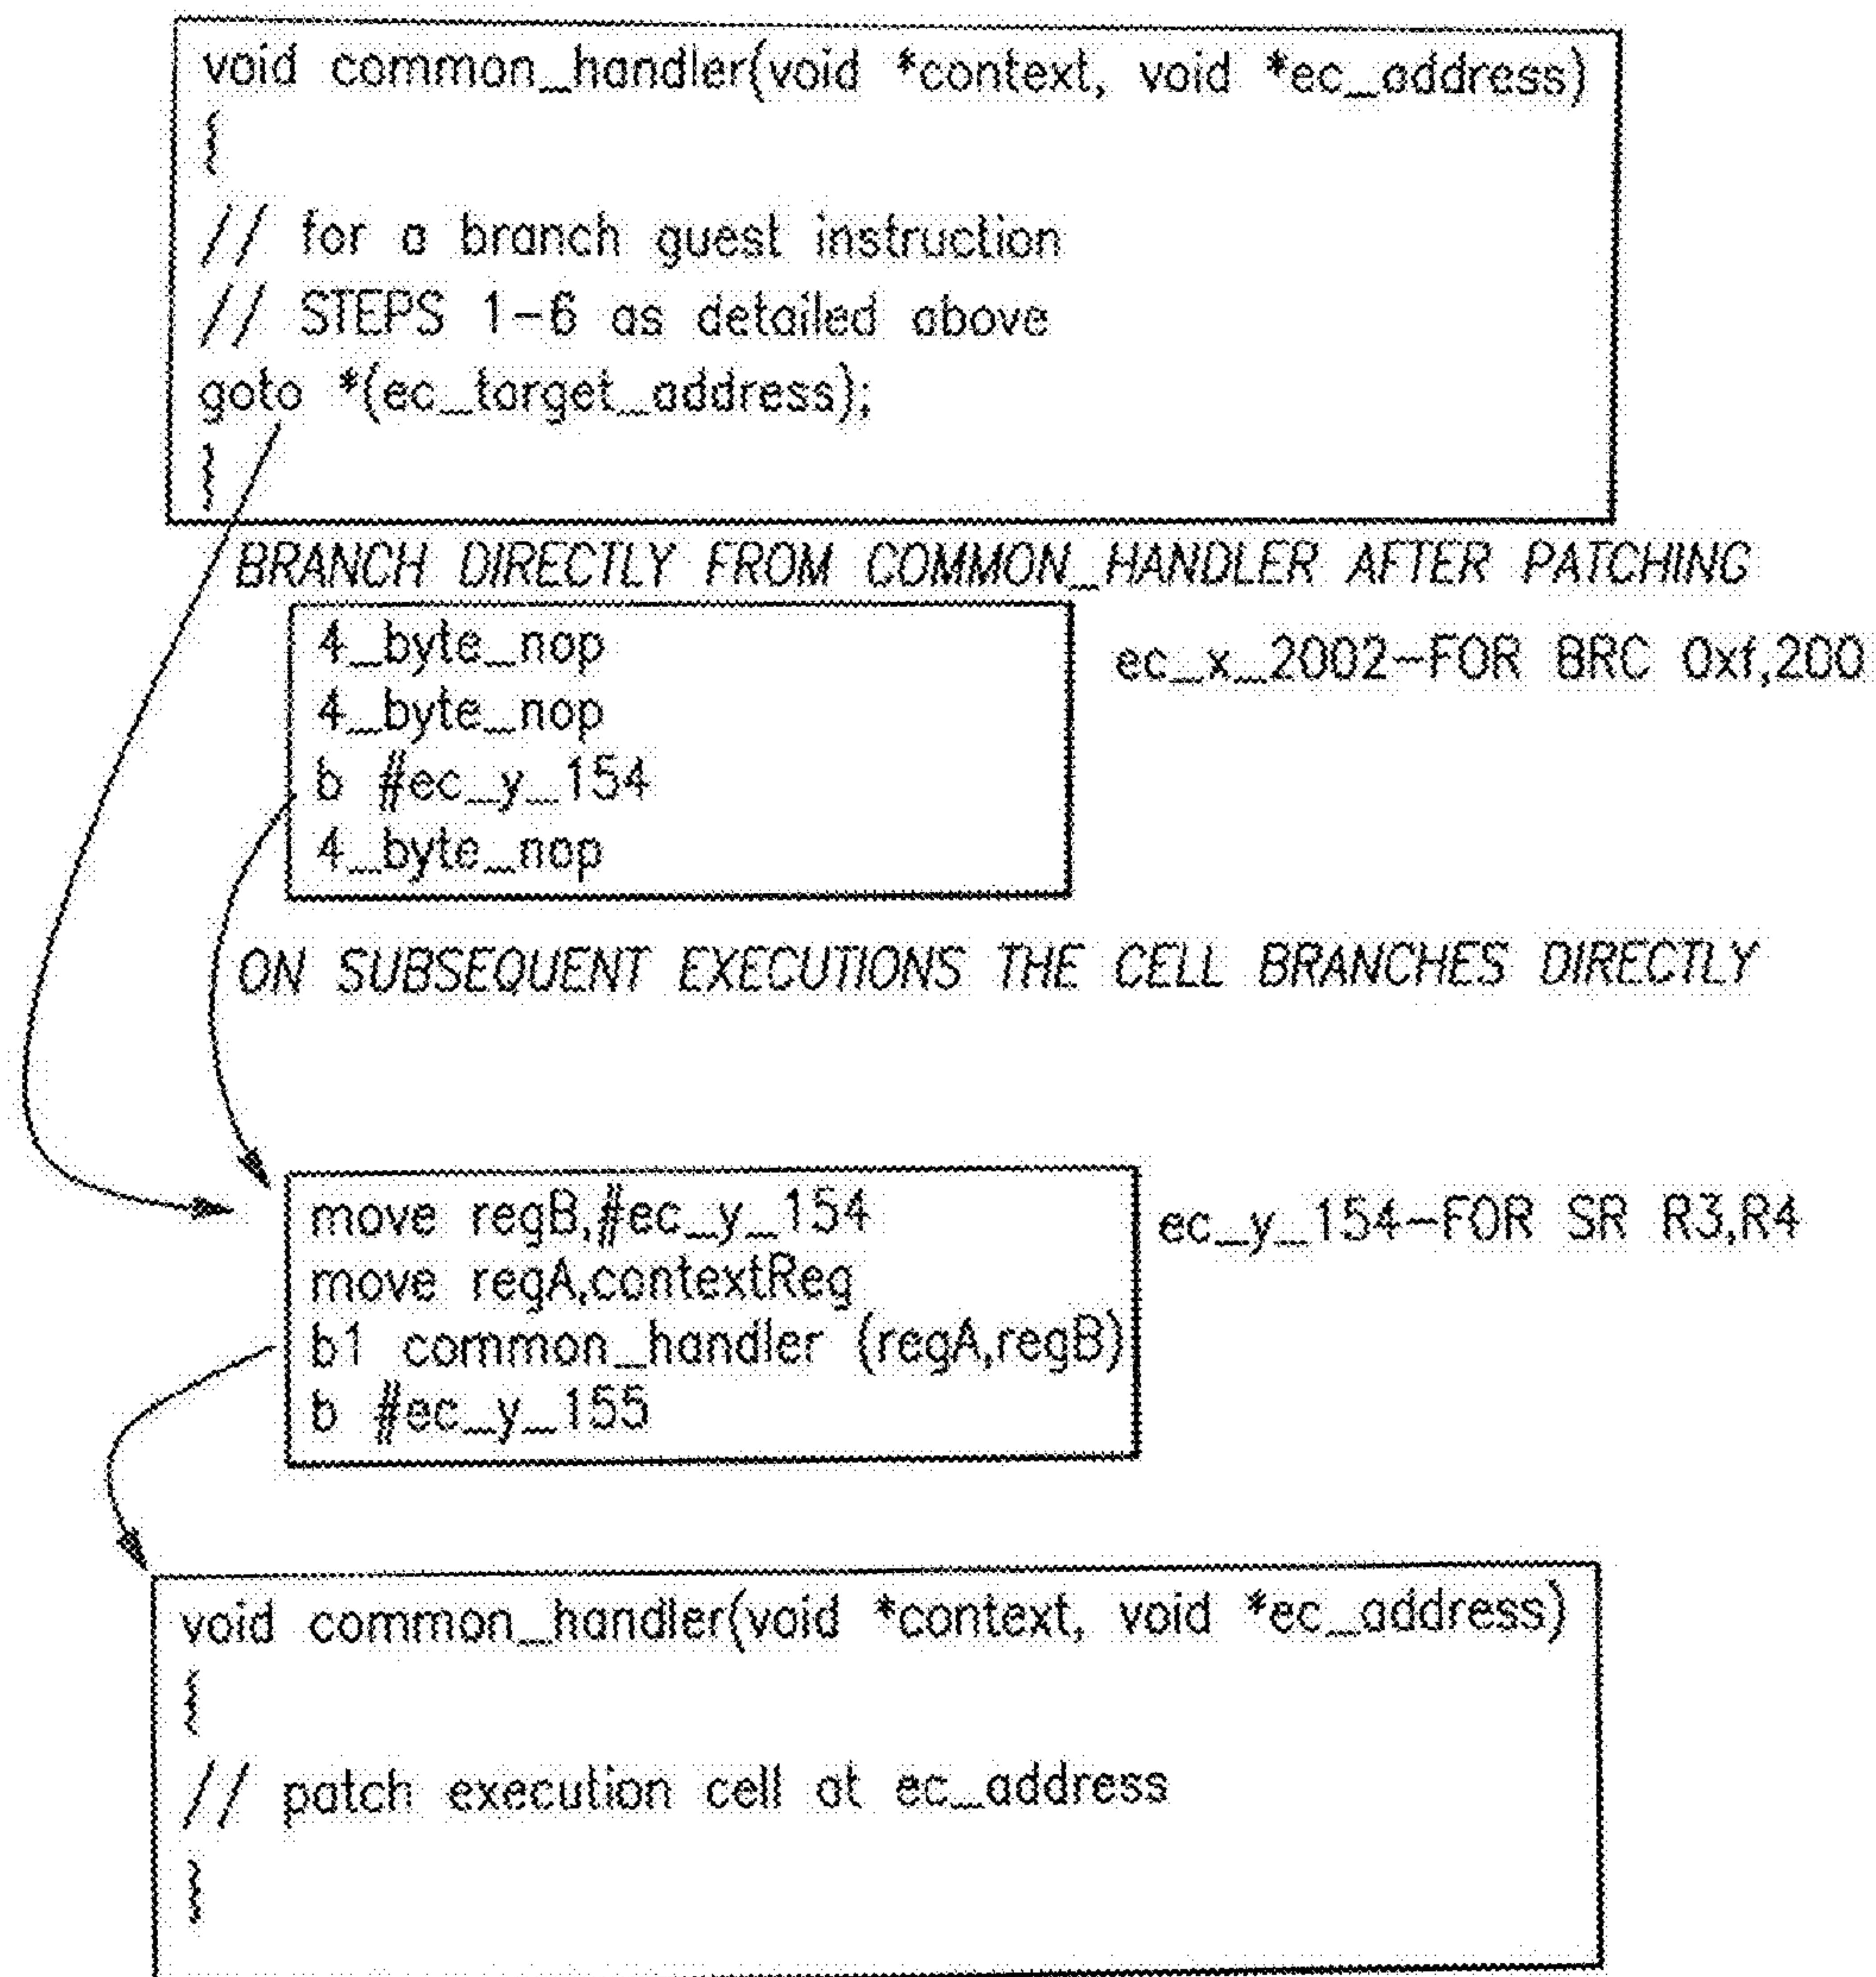 void common_handler(void *context, void *ec_address)
{
// for a branch guest instruction
// STEPS 1-6 as detailed above
goto *(ec_target_address);
}
BRANCH DIRECTLY FROM COMMON_HANDLER AFTER PATCHING
4_byte_nop
4_byte_nop
b #ec_y_154
4_byte_nop
ec_x_2002-FOR BRC 0xf,200
ON SUBSEQUENT EXECUTIONS THE CELL BRANCHES DIRECTLY
move regB,#ec_y_154
move regA,contextReg
b1 common_handler (regA,regB)
b #ec_y_155
ec_y_154-FOR SR R3,R4
void common_handler(void *context, void *ec_address)
{
// patch execution cell at ec_address
}